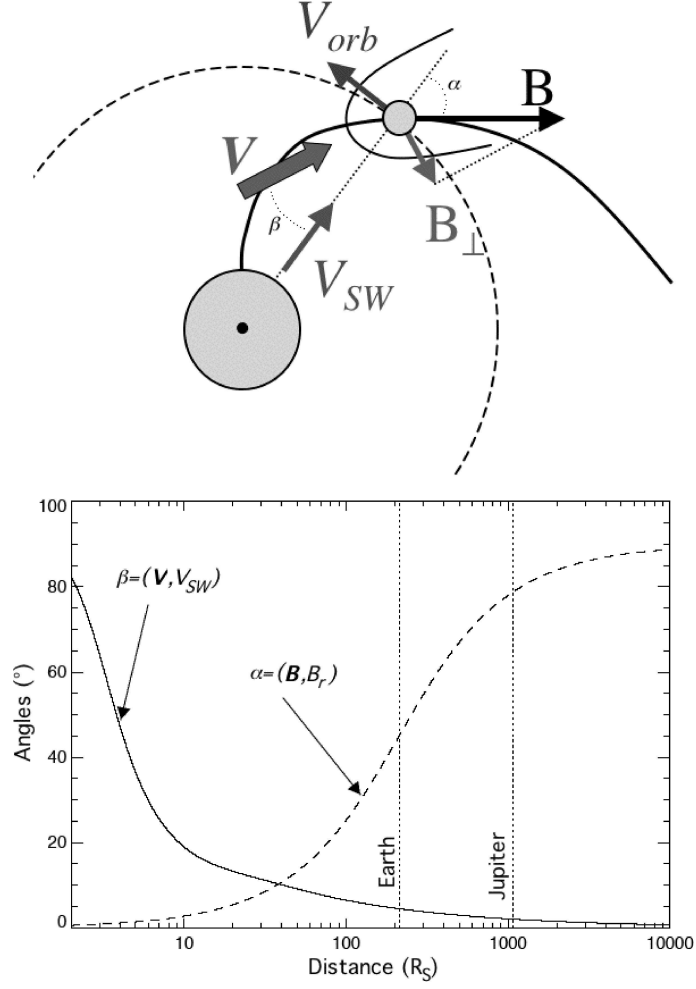 V_orb
α
B
V
β
B_⊥
V_SW
100
80
60
40
20
0
Angles (°)
β=(V,V_SW)
α=(B,B_r)
Earth
Jupiter
10
100
1000
10000
Distance (R_S)